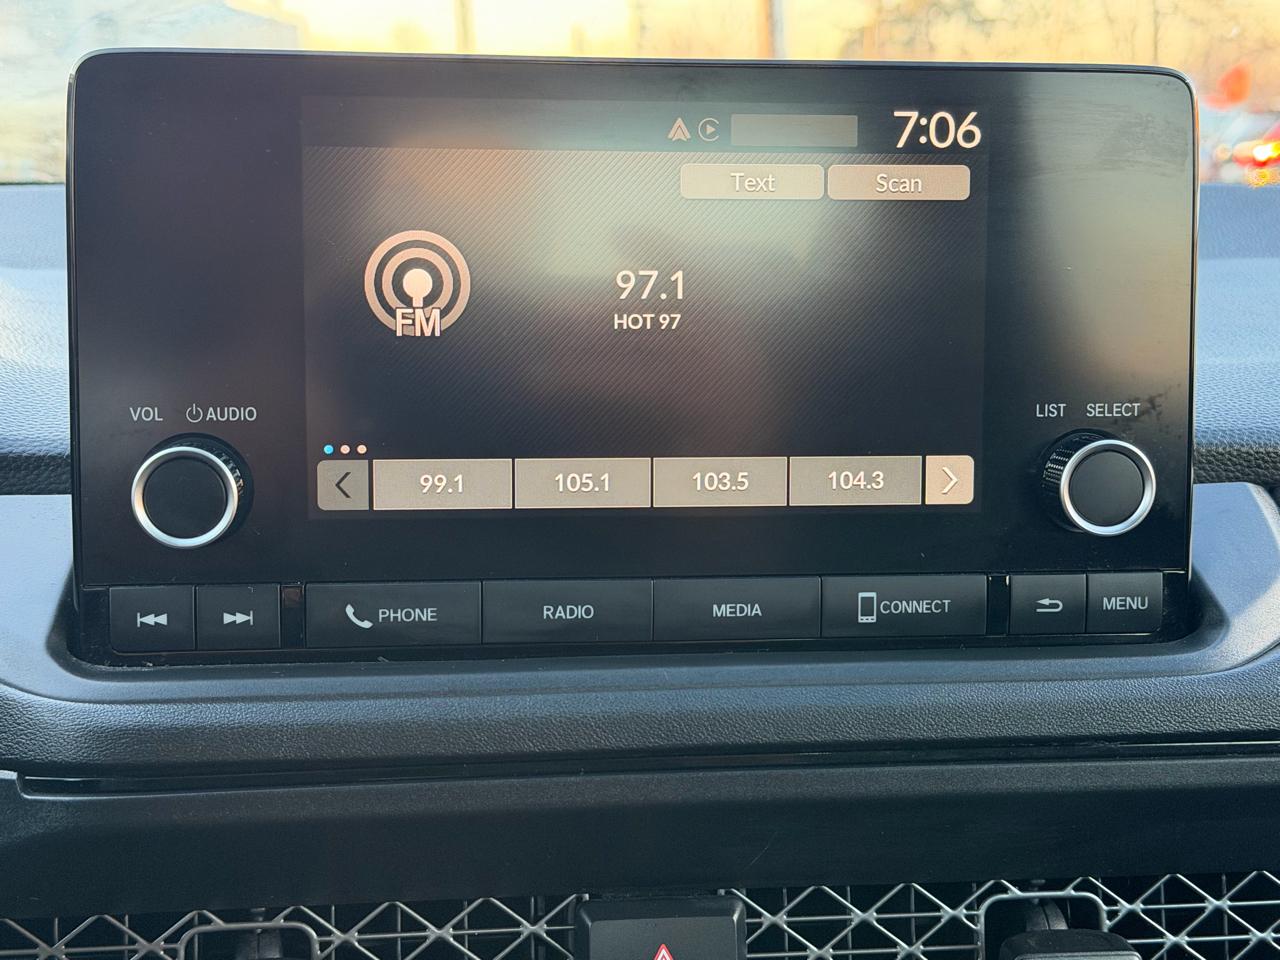 7:06
Text Scan
97.1
HOT 97
FM
VOL AUDIO
LIST SELECT
99.1 105.1 103.5 104.3
PHONE RADIO MEDIA CONNECT MENU